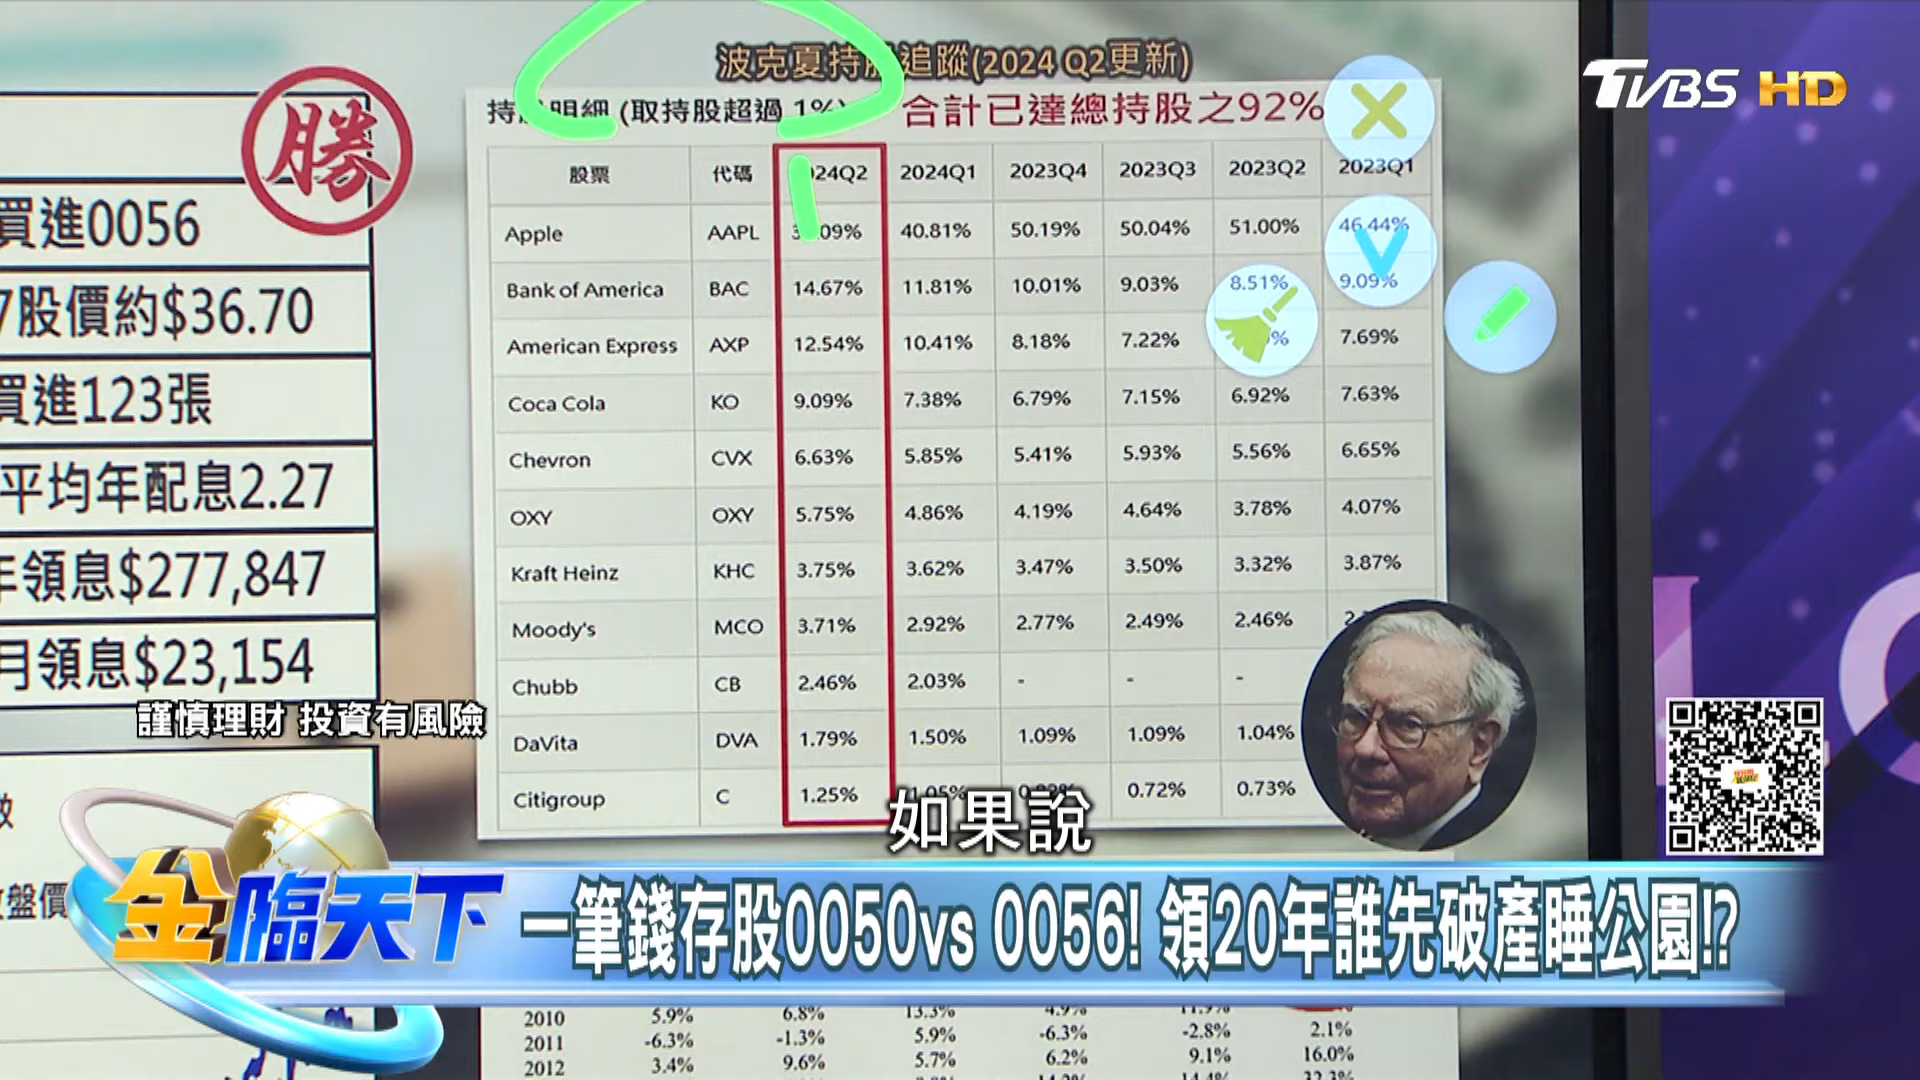 波克夏持股追蹤(2024 Q2更新)
TVBS HD
持股明細 (取持股超過 1%) 合計已達總持股之92%
勝
買進0056
7股價約$36.70
買進123張
平均年配息2.27
年領息$277,847
月領息$23,154
謹慎理財 投資有風險
股票 代碼 2024Q2 2024Q1 2023Q4 2023Q3 2023Q2 2023Q1
Apple AAPL 09% 40.81% 50.19% 50.04% 51.00% 46.44%
Bank of America BAC 14.67% 11.81% 10.01% 9.03% 8.51% 9.09%
American Express AXP 12.54% 10.41% 8.18% 7.22% % 7.69%
Coca Cola KO 9.09% 7.38% 6.79% 7.15% 6.92% 7.63%
Chevron CVX 6.63% 5.85% 5.41% 5.93% 5.56% 6.65%
OXY OXY 5.75% 4.86% 4.19% 4.64% 3.78% 4.07%
Kraft Heinz KHC 3.75% 3.62% 3.47% 3.50% 3.32% 3.87%
Moody's MCO 3.71% 2.92% 2.77% 2.49% 2.46%
Chubb CB 2.46% 2.03% - - -
DaVita DVA 1.79% 1.50% 1.09% 1.09% 1.04%
Citigroup C 1.25% 1.05% 0.72% 0.73%
如果說
盤價
金臨天下
一筆錢存股0050vs 0056! 領20年誰先破產睡公園!?
2010 5.9% 6.8% 13.3% 4.9% 11.9%
2011 -6.3% -1.3% 5.9% -6.3% -2.8% 2.1%
2012 3.4% 9.6% 5.7% 6.2% 9.1% 16.0%